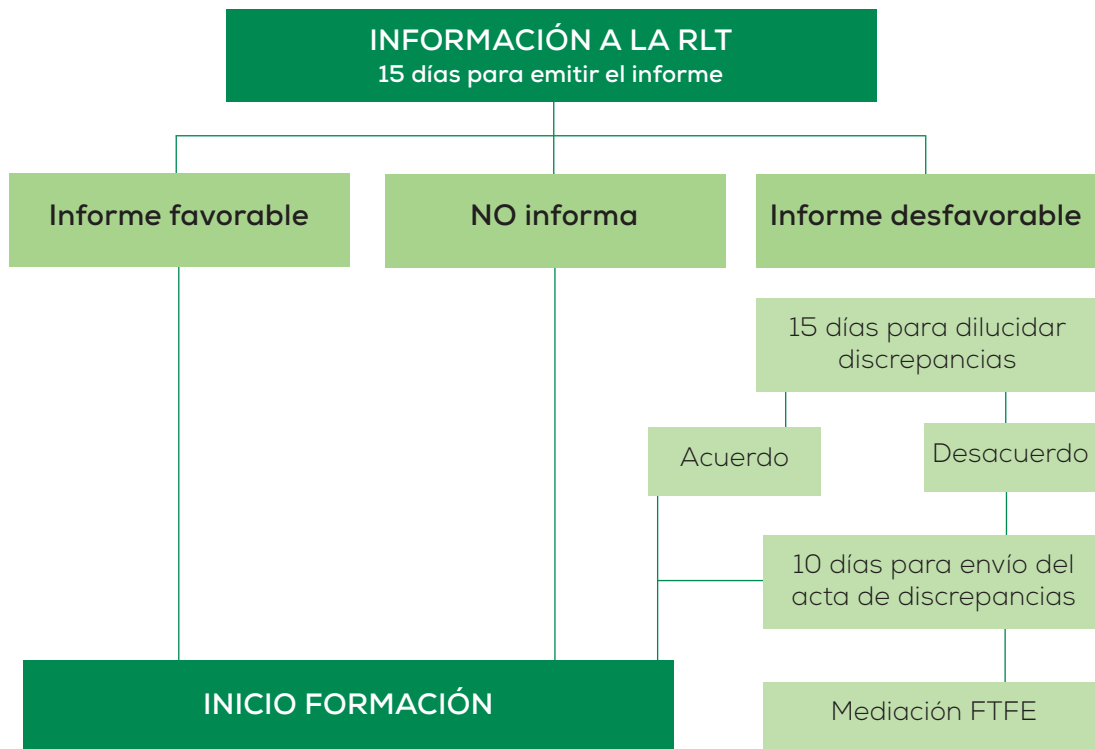 INFORMACIÓN A LA RLT
15 días para emitir el informe
Informe favorable
NO informa
Informe desfavorable
15 días para dilucidar
discrepancias
Acuerdo
Desacuerdo
10 días para envío del
acta de discrepancias
INICIO FORMACIÓN
Mediación FTFE